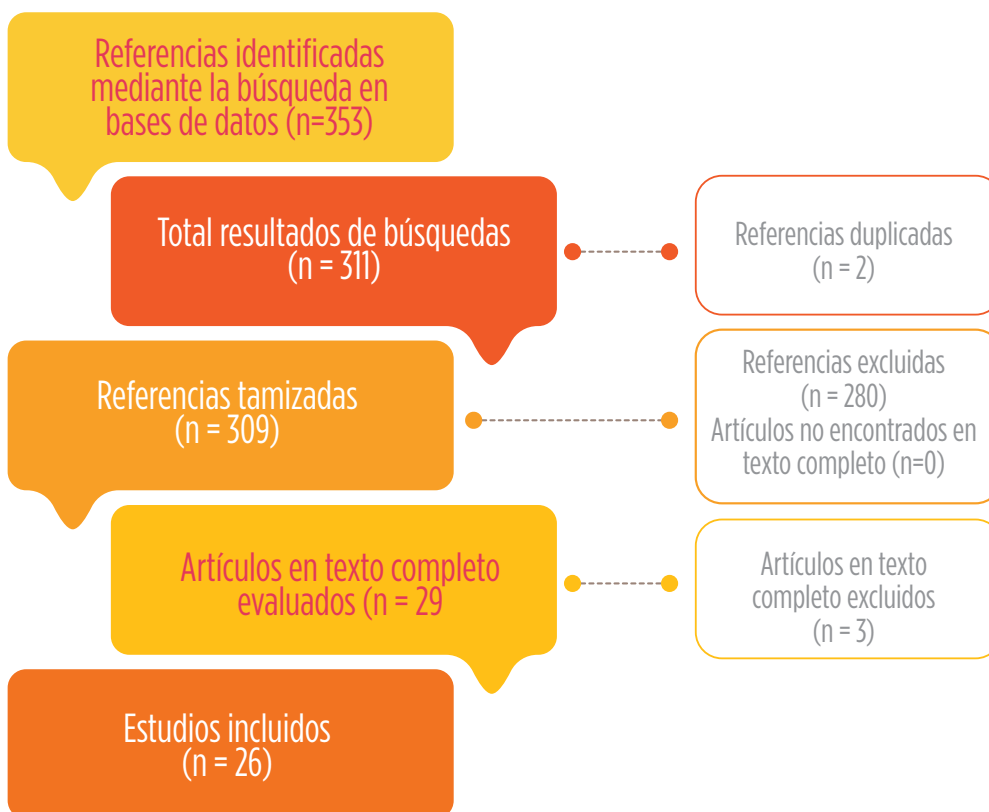 Referencias identificadas
mediante la búsqueda en
bases de datos (n=353)
Total resultados de búsquedas
(n = 311)
Referencias duplicadas
(n = 2)
Referencias tamizadas
(n = 309)
Referencias excluidas
(n = 280)
Artículos no encontrados en
texto completo (n=0)
Artículos en texto completo
evaluados (n = 29
Artículos en texto
completo excluidos
(n = 3)
Estudios incluidos
(n = 26)